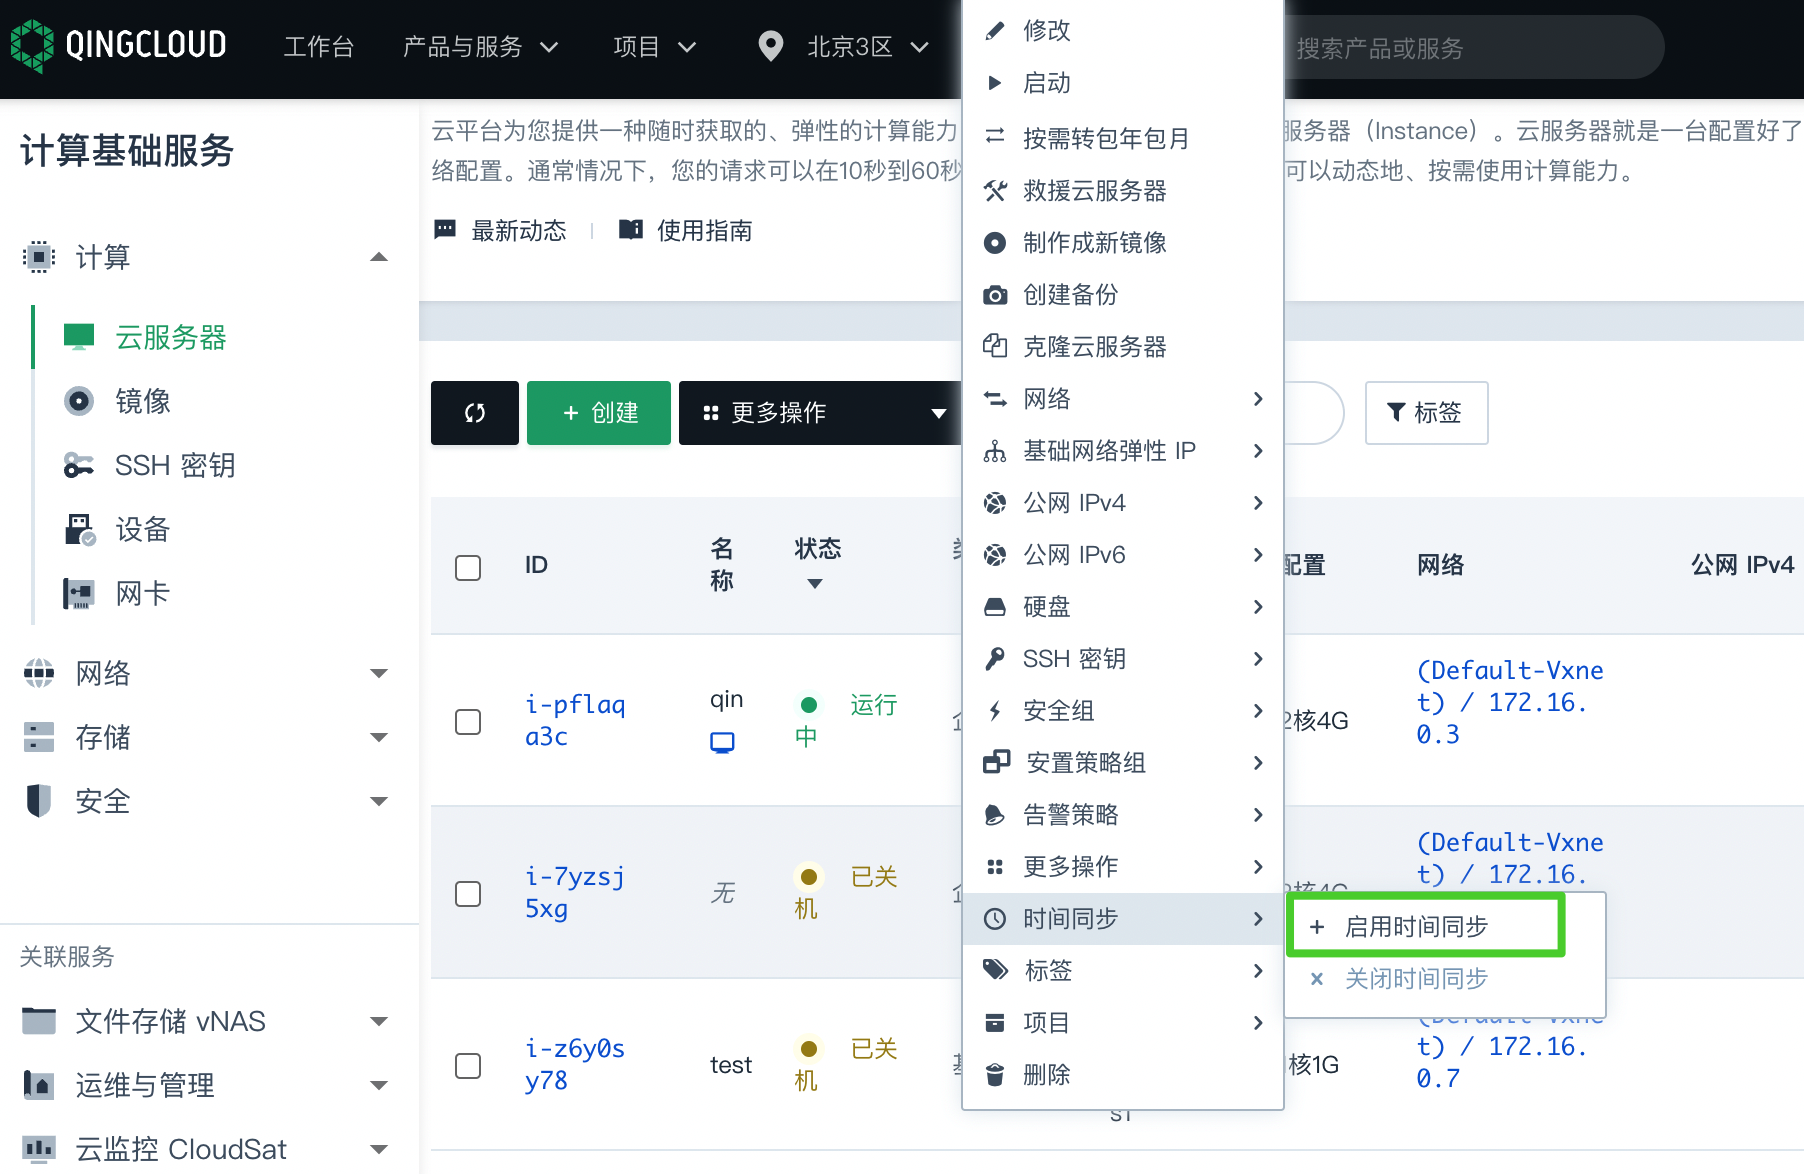 QINGCLOUD
工作台
产品与服务
项目
北京3区
搜索产品或服务
计算基础服务
计算
云服务器
镜像
SSH 密钥
设备
网卡
网络
存储
安全
关联服务
文件存储 vNAS
运维与管理
云监控 CloudSat
云平台为您提供一种随时获取的、弹性的计算能力
服务器（Instance）。云服务器就是一台配置好了
络配置。通常情况下，您的请求可以在10秒到60秒
可以动态地、按需使用计算能力。
最新动态
使用指南
+ 创建
更多操作
标签
ID
名
称
状态
配置
网络
公网 IPv4
i-pflaq
a3c
qin
运行
中
2核4G
(Default-Vxne
t) / 172.16.
0.3
i-7yzsj
5xg
无
已关
机
(Default-Vxne
t) / 172.16.
i-z6y0s
y78
test
已关
机
核1G
t) / 172.16.
0.7
修改
启动
按需转包年包月
救援云服务器
制作成新镜像
创建备份
克隆云服务器
网络
基础网络弹性 IP
公网 IPv4
公网 IPv6
硬盘
SSH 密钥
安全组
安置策略组
告警策略
更多操作
时间同步
标签
项目
删除
+ 启用时间同步
× 关闭时间同步